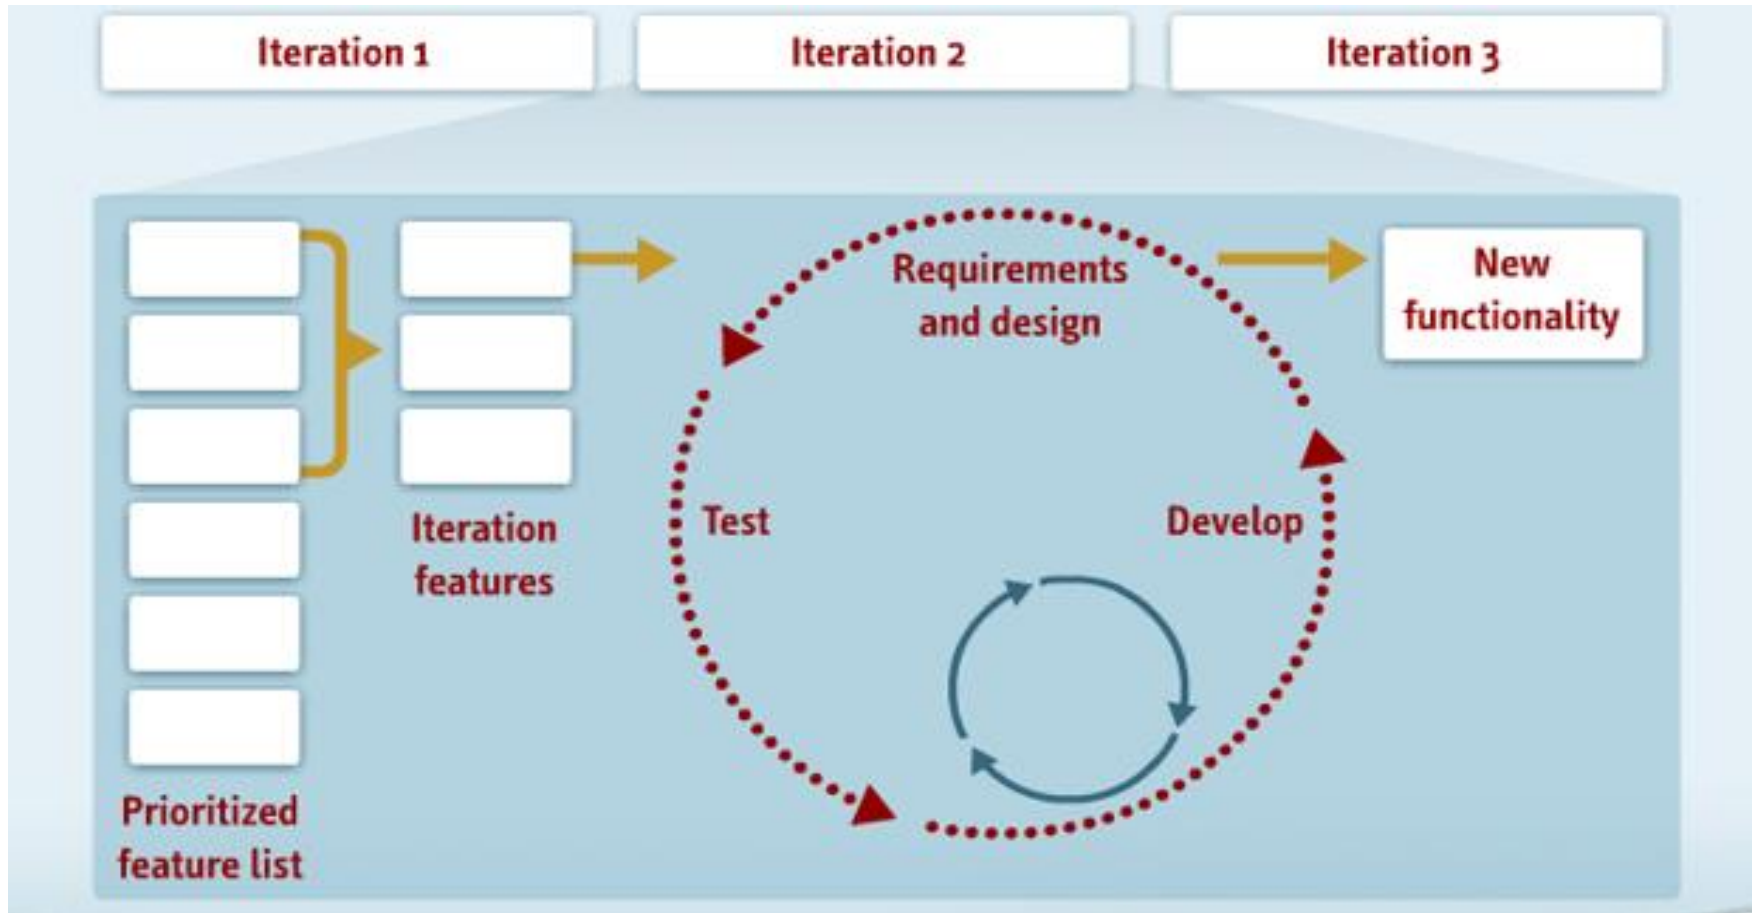 Iteration 1
Iteration 2
Iteration 3
Requirements
and design
New
functionality
Test
Develop
Iteration
features
Prioritized
feature list